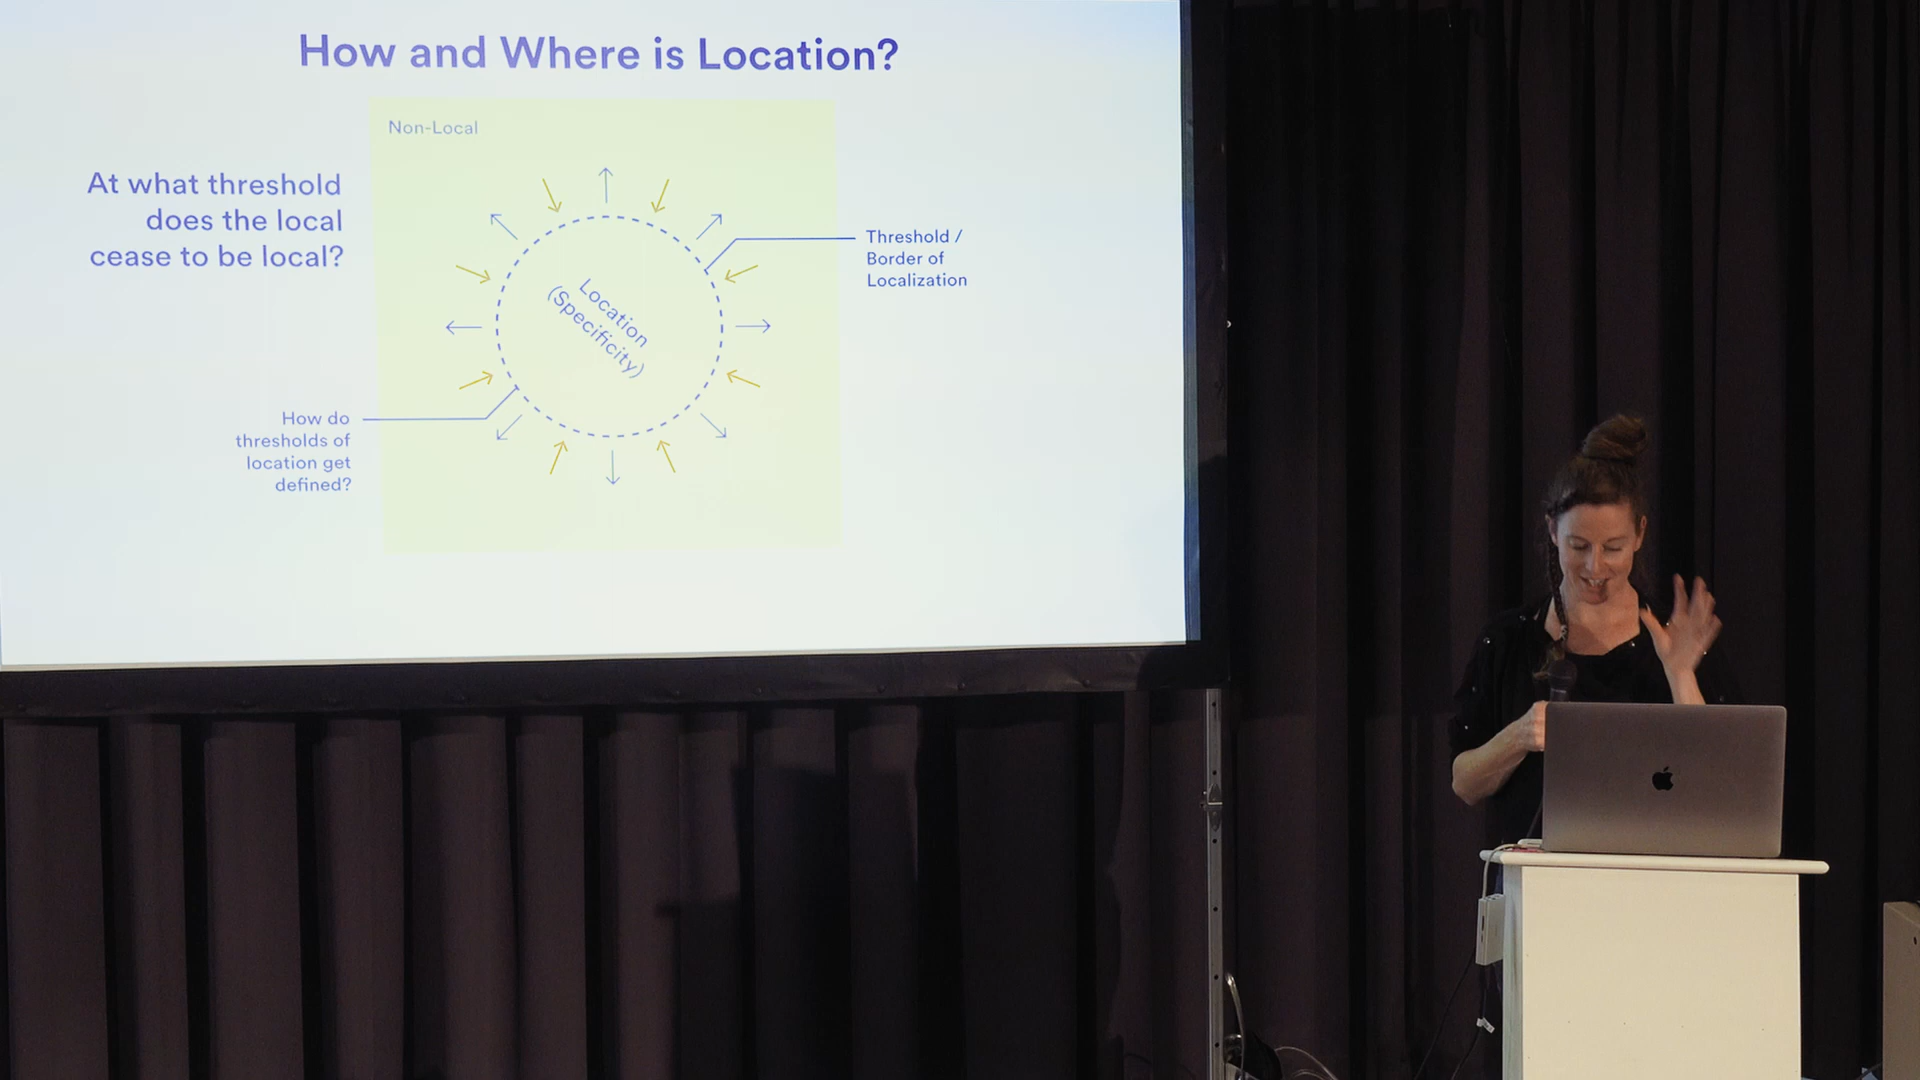 How and Where is Location?
Non-Local
At what threshold
does the local
cease to be local?
Threshold /
Border of
Localization
Location
(Specificity)
How do
thresholds of
location get
defined?